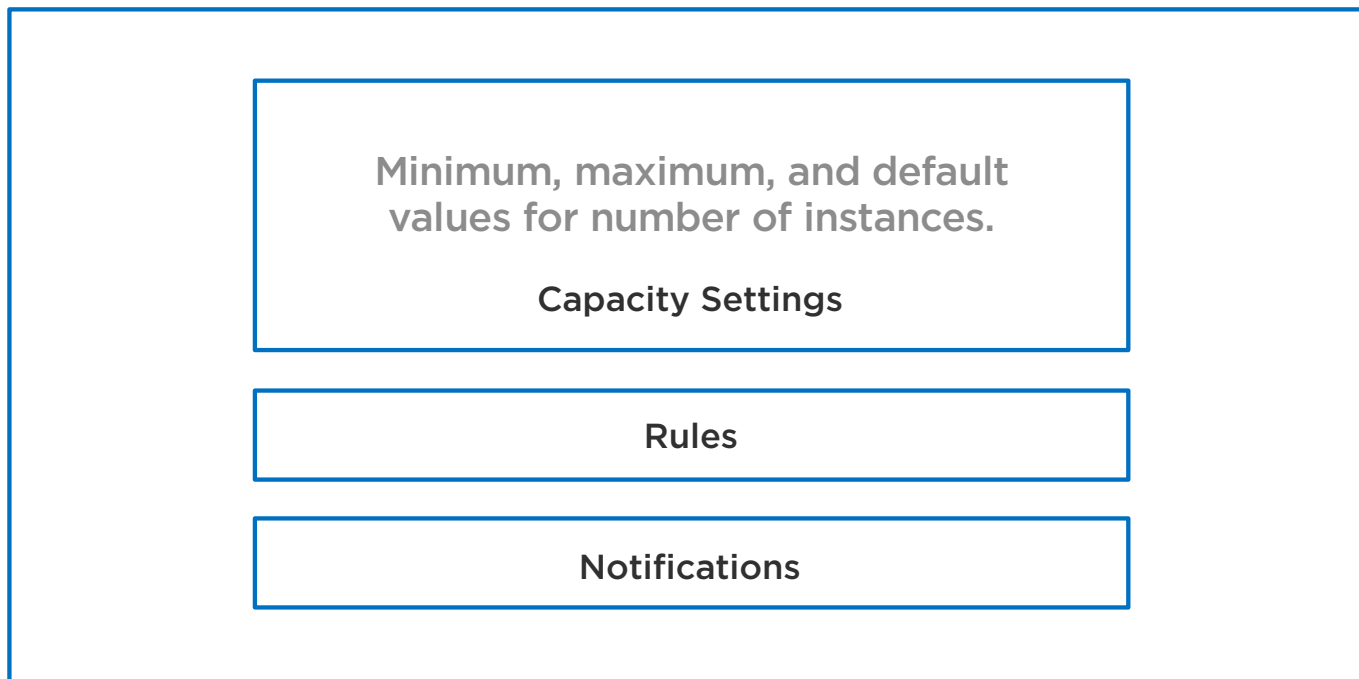 Minimum, maximum, and default
values for number of instances.
Capacity Settings
Rules
Notifications